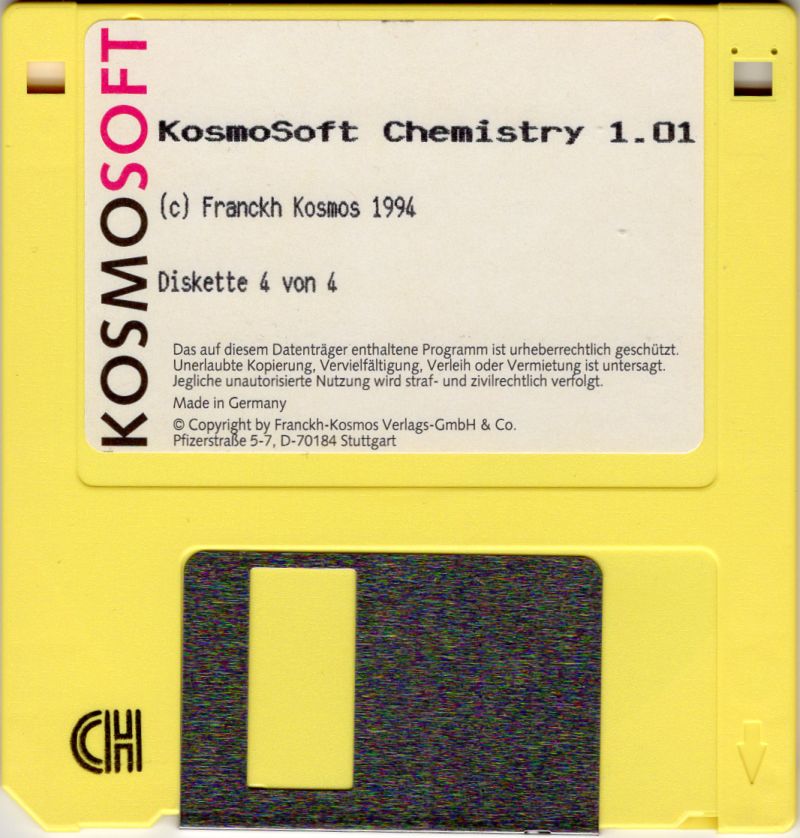 KOSMOSOFT
KosmoSoft Chemistry 1.01
(c) Franckh Kosmos 1994
Diskette 4 von 4
Das auf diesem Datenträger enthaltene Programm ist urheberrechtlich geschützt.
Unerlaubte Kopierung, Vervielfältigung, Verleih oder Vermietung ist untersagt.
Jegliche unautorisierte Nutzung wird straf- und zivilrechtlich verfolgt.
Made in Germany
© Copyright by Franckh-Kosmos Verlags-GmbH & Co.
Pfizerstraße 5-7, D-70184 Stuttgart
CH